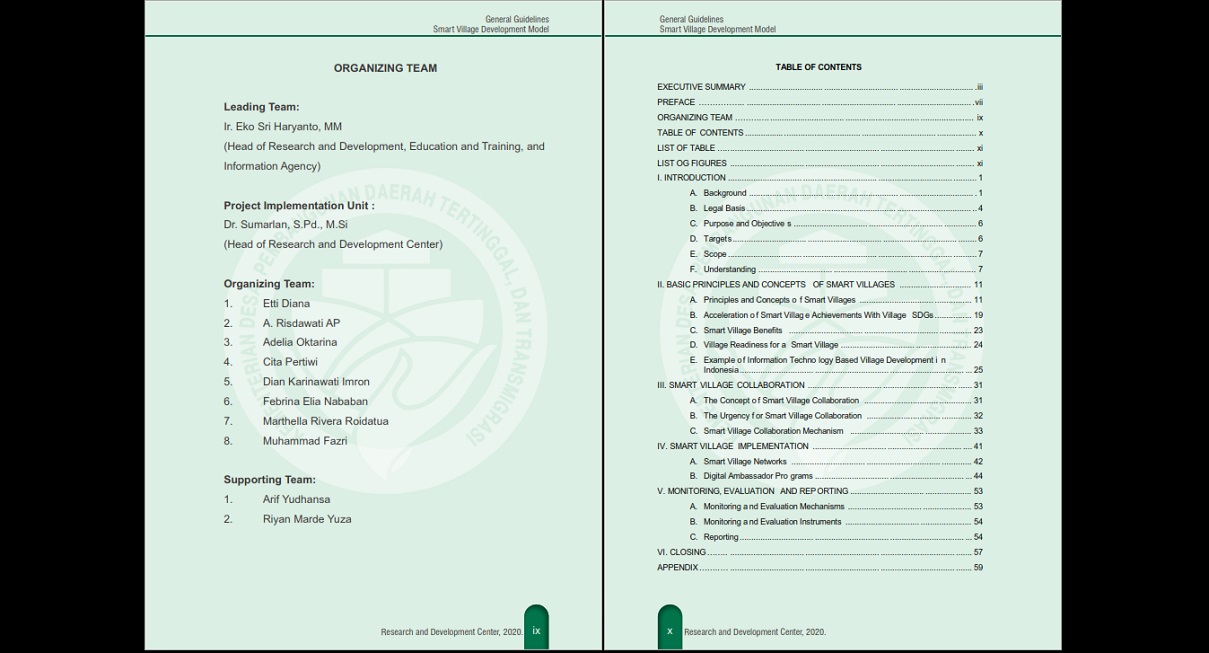 General Guidelines
Smart Village Development Model
ORGANIZING TEAM
Leading Team:
Ir. Eko Sri Haryanto, MM
(Head of Research and Development, Education and Training, and
Information Agency)
Project Implementation Unit :
Dr. Sumarlan, S.Pd., M.Si
(Head of Research and Development Center)
Organizing Team:
1. Etti Diana
2. A. Risdawati AP
3. Adelia Oktarina
4. Cita Pertiwi
5. Dian Karinawati Imron
6. Febrina Elia Nababan
7. Marthella Rivera Roidatua
8. Muhammad Fazri
Supporting Team:
1. Arif Yudhansa
2. Riyan Marde Yuza
DESA, PEMBANGUNAN DAERAH TERTINGGAL, DAN TRANSMIGRASI
Research and Development Center, 2020.
ix
General Guidelines
Smart Village Development Model
TABLE OF CONTENTS
EXECUTIVE SUMMARY ........ iii
PREFACE ........ vii
ORGANIZING TEAM ........ ix
TABLE OF CONTENTS ........ x
LIST OF TABLE ........ xi
LIST OG FIGURES ........ xi
I. INTRODUCTION ........ 1
A. Background ........ 1
B. Legal Basis ........ 4
C. Purpose and Objective s ........ 6
D. Targets ........ 6
E. Scope ........ 7
F. Understanding ........ 7
II. BASIC PRINCIPLES AND CONCEPTS OF SMART VILLAGES ........ 11
A. Principles and Concepts o f Smart Villages ........ 11
B. Acceleration of Smart Villag e Achievements With Village SDGs ........ 19
C. Smart Village Benefits ........ 23
D. Village Readiness for a Smart Village ........ 24
E. Example of Information Techno logy Based Village Development i n
Indonesia ........ 25
III. SMART VILLAGE COLLABORATION ........ 31
A. The Concept of Smart Village Collaboration ........ 31
B. The Urgency for Smart Village Collaboration ........ 32
C. Smart Village Collaboration Mechanism ........ 33
IV. SMART VILLAGE IMPLEMENTATION ........ 41
A. Smart Village Networks ........ 42
B. Digital Ambassador Pro grams ........ 44
V. MONITORING, EVALUATION AND REPORTING ........ 53
A. Monitoring and Evaluation Mechanisms ........ 53
B. Monitoring and Evaluation Instruments ........ 54
C. Reporting ........ 54
VI. CLOSING ........ 57
APPENDIX ........ 59
x
Research and Development Center, 2020.